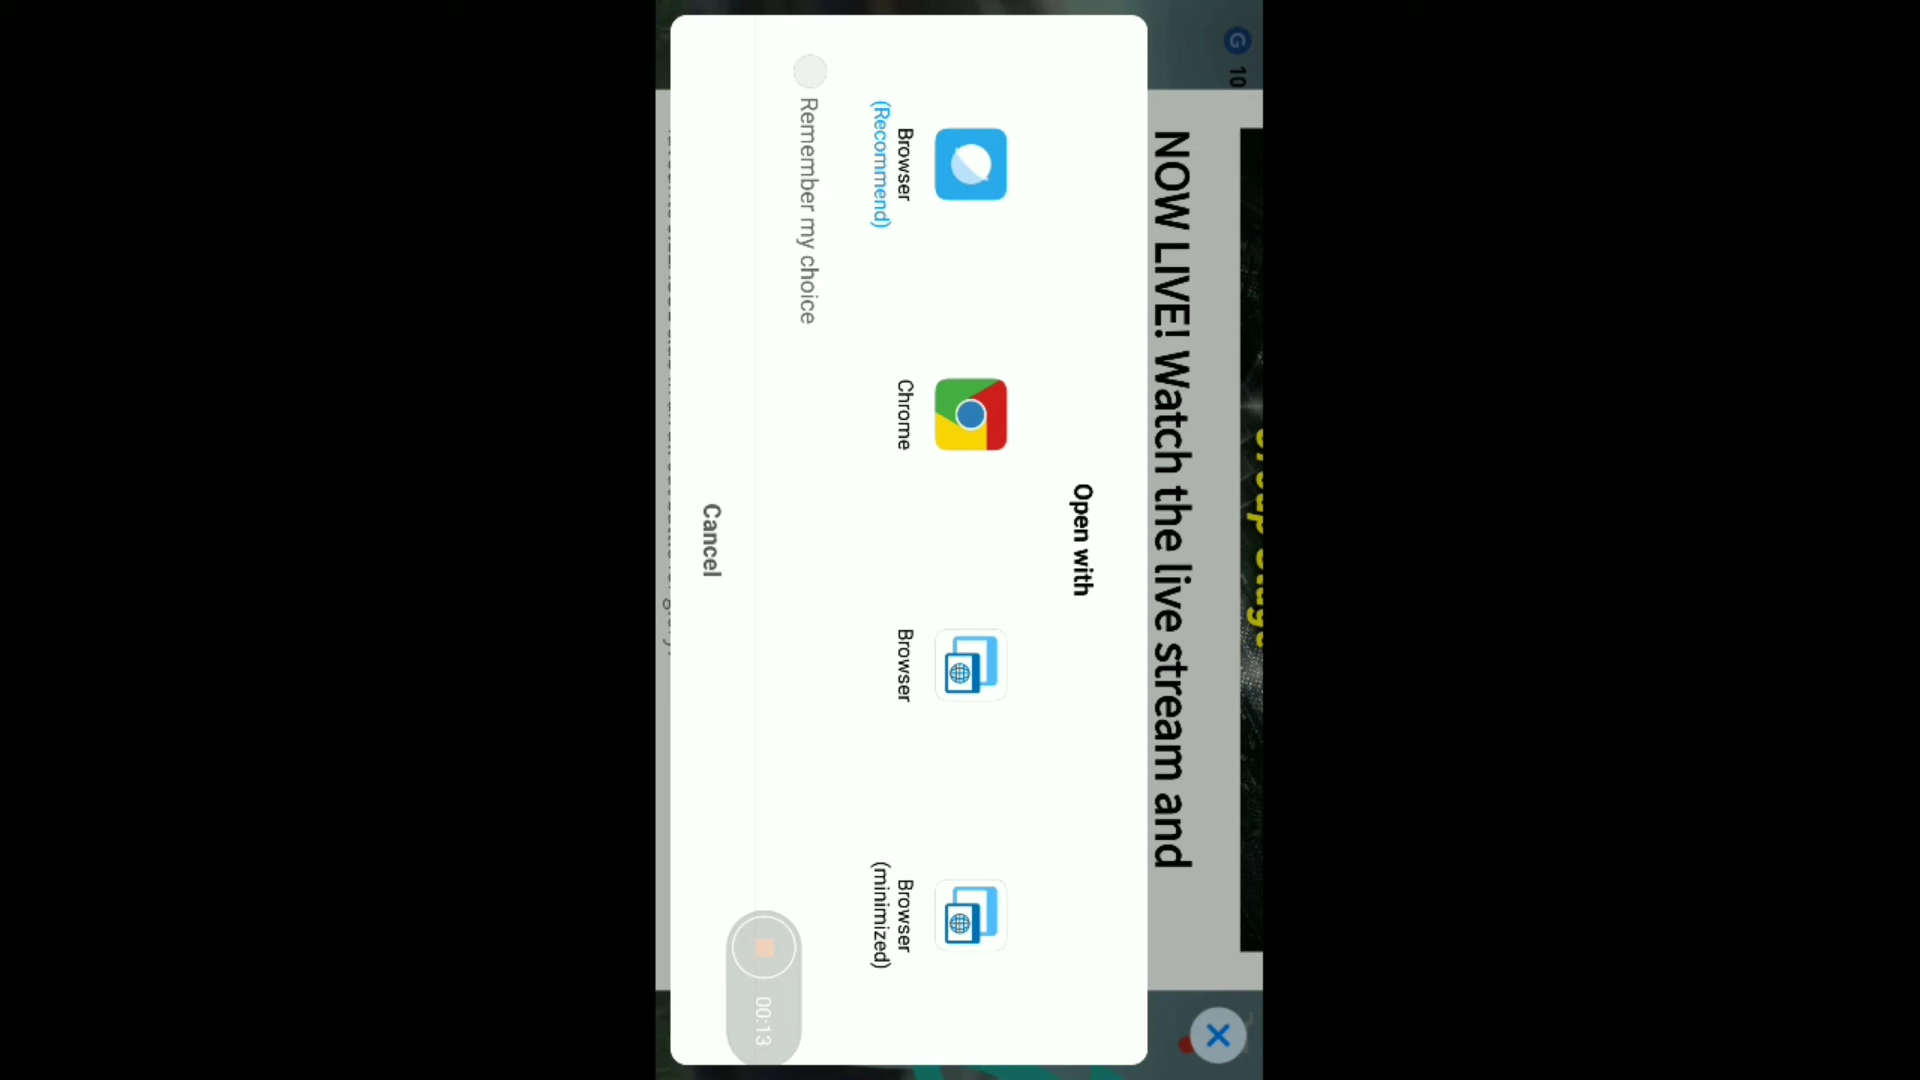 G 10
NOW LIVE! Watch the live stream and
Open with
Browser
(Recommend)
Chrome
Browser
Browser
(minimized)
Remember my choice
00:13
Cancel